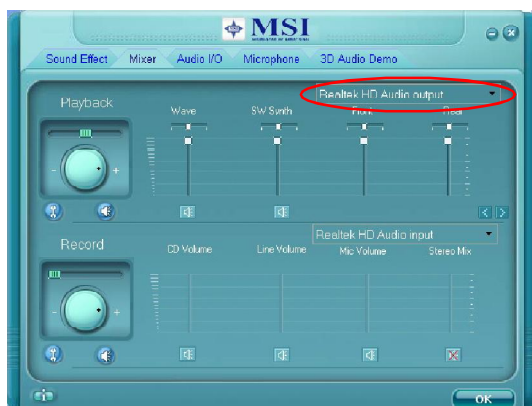 MSI
Sound Effect Mixer Audio I/O Microphone 3D Audio Demo
Realtek HD Audio output
Playback
Wave SW Synth Front Rear
- +
Realtek HD Audio input
Record
CD Volume Line Volume Mic Volume Stereo Mix
- +
OK